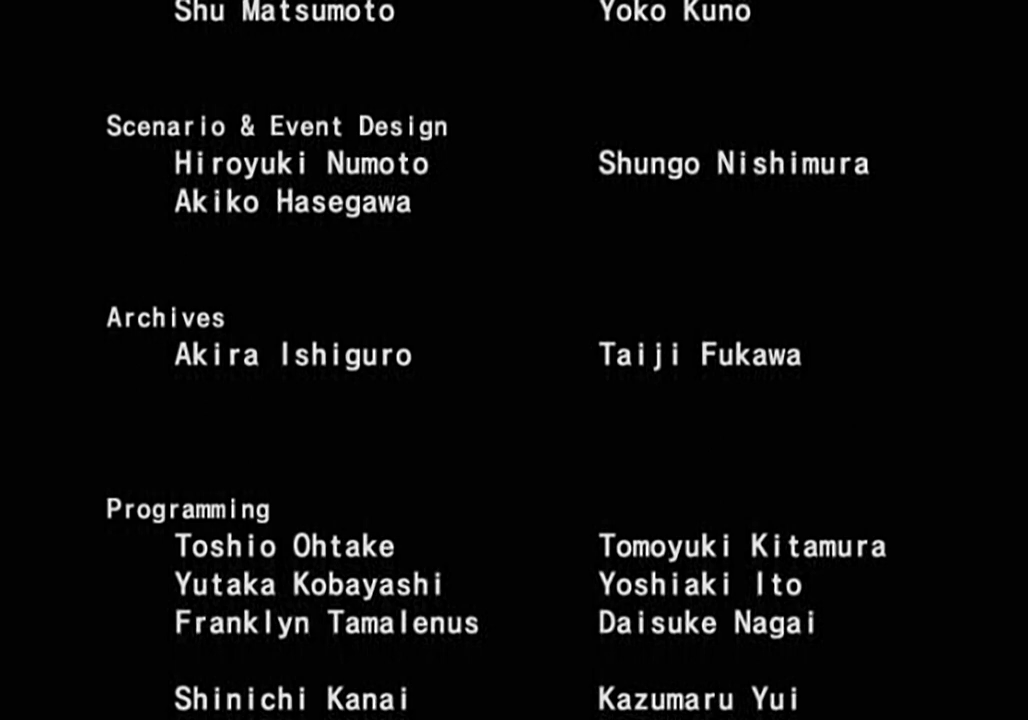 Shu Matsumoto Yoko Kuno
Scenario & Event Design
Hiroyuki Numoto Shungo Nishimura
Akiko Hasegawa
Archives
Akira Ishiguro Taiji Fukawa
Programming
Toshio Ohtake Tomoyuki Kitamura
Yutaka Kobayashi Yoshiaki Ito
Franklyn Tamalenus Daisuke Nagai
Shinichi Kanai Kazumaru Yui